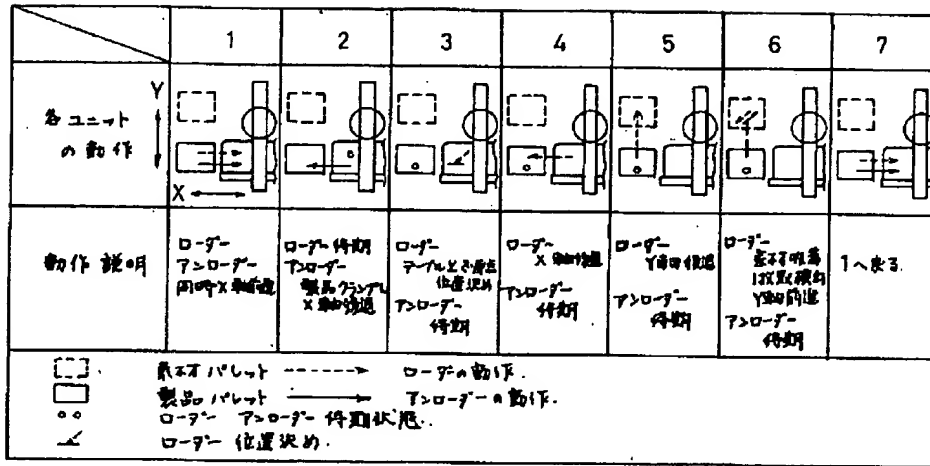 1 2 3 4 5 6 7
各ユニット
の動作
Y
X
動作説明
ローダー
アンローダー
同時X軸前進
ローダー待期
アンローダー
製品クランプし
X軸後進
ローダー
テーブル上で原点
位置決め
アンローダー
待期
ローダー
X軸後進
アンローダー
待期
ローダー
Y軸後進
アンローダー
待期
ローダー
素材吸着
1枚取検知
Y軸前進
アンローダー
待期
1へ戻る.
素材パレット ローダの動作.
製品パレット アンローダーの動作.
ローダー アンローダー 待期状態.
ローダー 位置決め.